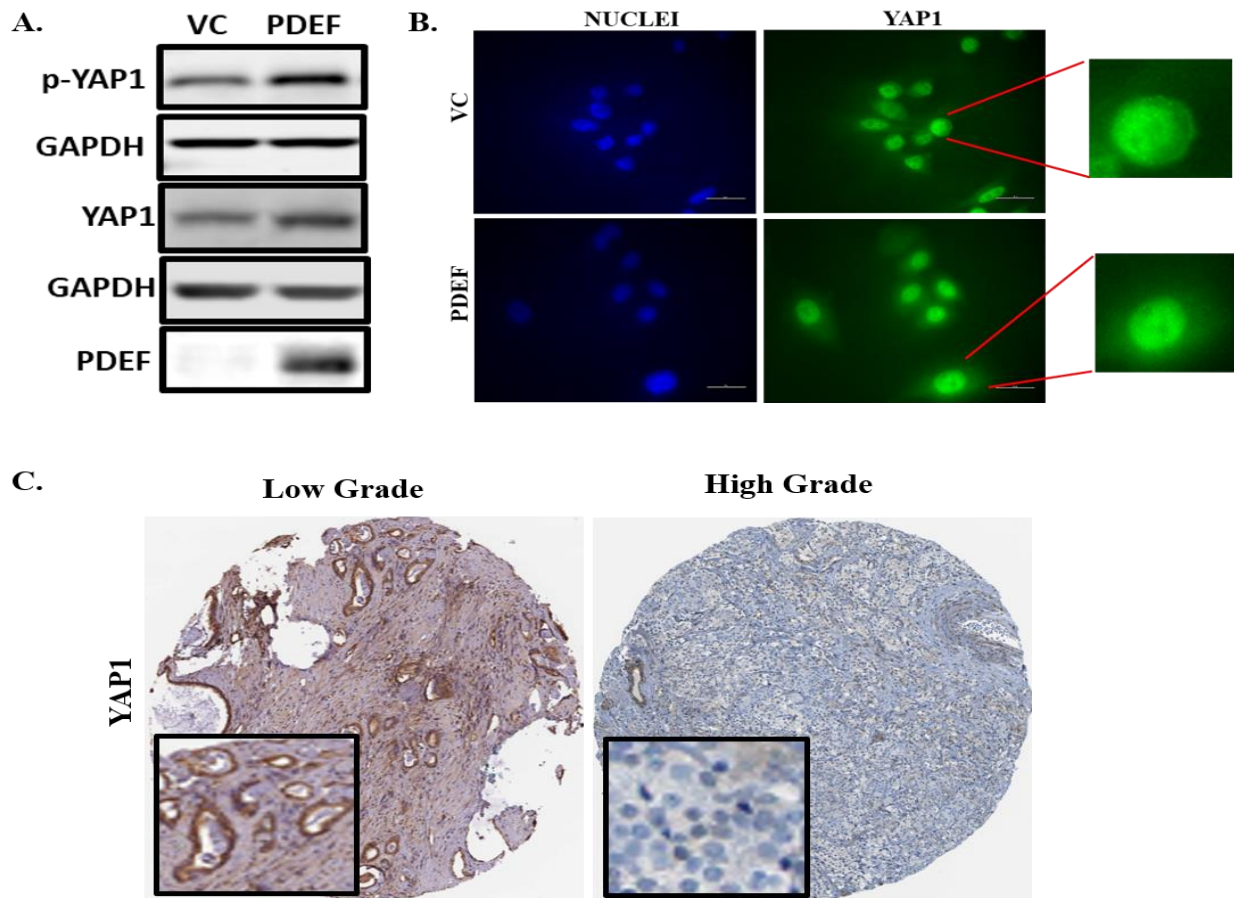 A.
VC PDEF
p-YAP1
GAPDH
YAP1
GAPDH
PDEF
B.
NUCLEI YAP1
VC
PDEF
C.
Low Grade High Grade
YAP1